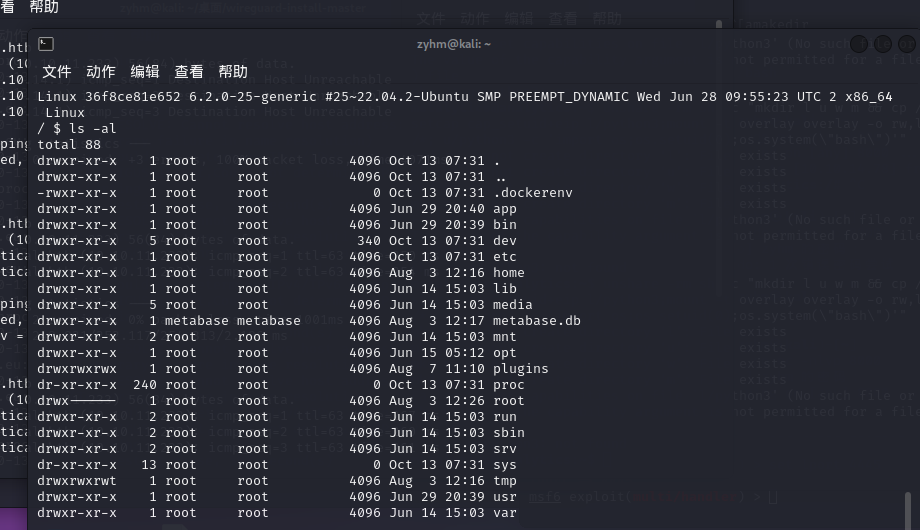 看 帮助
zyhm@kali: ~
文件 动作 编辑 查看 帮助
Linux 36f8ce81e652 6.2.0-25-generic #25~22.04.2-Ubuntu SMP PREEMPT_DYNAMIC Wed Jun 28 09:55:23 UTC 2 x86_64
Linux
/ $ ls -al
total 88
drwxr-xr-x 1 root root 4096 Oct 13 07:31 .
drwxr-xr-x 1 root root 4096 Oct 13 07:31 ..
-rwxr-xr-x 1 root root 0 Oct 13 07:31 .dockerenv
drwxr-xr-x 1 root root 4096 Jun 29 20:40 app
drwxr-xr-x 1 root root 4096 Jun 29 20:39 bin
drwxr-xr-x 5 root root 340 Oct 13 07:31 dev
drwxr-xr-x 1 root root 4096 Oct 13 07:31 etc
drwxr-xr-x 1 root root 4096 Aug 3 12:16 home
drwxr-xr-x 1 root root 4096 Jun 14 15:03 lib
drwxr-xr-x 5 root root 4096 Jun 14 15:03 media
drwxr-xr-x 1 metabase metabase 4096 Aug 3 12:17 metabase.db
drwxr-xr-x 2 root root 4096 Jun 14 15:03 mnt
drwxr-xr-x 1 root root 4096 Jun 15 05:12 opt
drwxrwxrwx 1 root root 4096 Aug 7 11:10 plugins
dr-xr-xr-x 240 root root 0 Oct 13 07:31 proc
drwx------ 1 root root 4096 Aug 3 12:26 root
drwxr-xr-x 2 root root 4096 Jun 14 15:03 run
drwxr-xr-x 2 root root 4096 Jun 14 15:03 sbin
drwxr-xr-x 2 root root 4096 Jun 14 15:03 srv
dr-xr-xr-x 13 root root 0 Oct 13 07:31 sys
drwxrwxrwt 1 root root 4096 Aug 3 12:16 tmp
drwxr-xr-x 1 root root 4096 Jun 29 20:39 usr
drwxr-xr-x 1 root root 4096 Jun 14 15:03 var